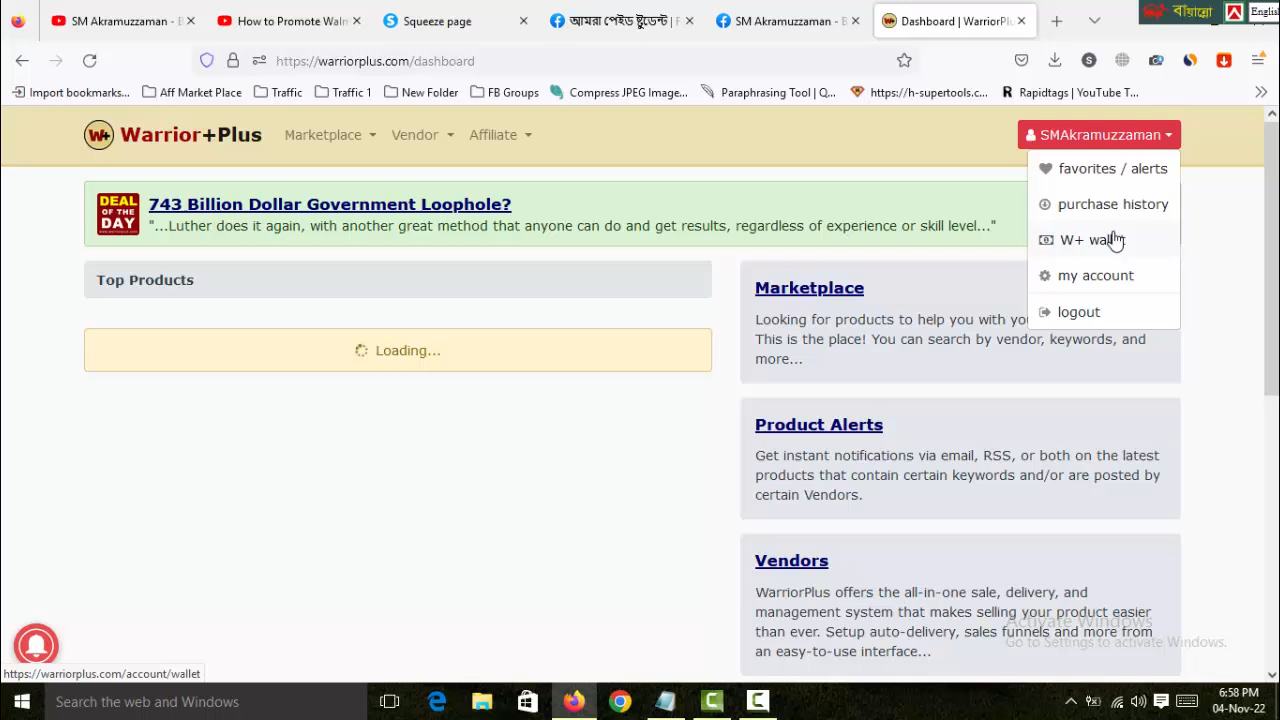 SM Akramuzzaman - B
How to Promote Walm
Squeeze page
আমরা পেইড ষ্টুডেন্ট | F
SM Akramuzzaman - B
Dashboard | WarriorPlu
বায়ান্নো
English
https://warriorplus.com/dashboard
Import bookmarks...
Aff Market Place
Traffic
Traffic 1
New Folder
FB Groups
Compress JPEG Image...
Paraphrasing Tool | Q...
https://h-supertools.c...
Rapidtags | YouTube T...
W+ Warrior+Plus
Marketplace
Vendor
Affiliate
SMAkramuzzaman
favorites / alerts
purchase history
W+ wallet
my account
logout
DEAL OF THE DAY
743 Billion Dollar Government Loophole?
"...Luther does it again, with another great method that anyone can do and get results, regardless of experience or skill level..."
Top Products
Loading...
Marketplace
Looking for products to help you with you
This is the place! You can search by vendor, keywords, and
more...
Product Alerts
Get instant notifications via email, RSS, or both on the latest
products that contain certain keywords and/or are posted by
certain Vendors.
Vendors
WarriorPlus offers the all-in-one sale, delivery, and
management system that makes selling your product easier
than ever. Setup auto-delivery, sales funnels and more from
an easy-to-use interface...
Activate Windows
Go to Settings to activate Windows.
https://warriorplus.com/account/wallet
Search the web and Windows
6:58 PM
04-Nov-22